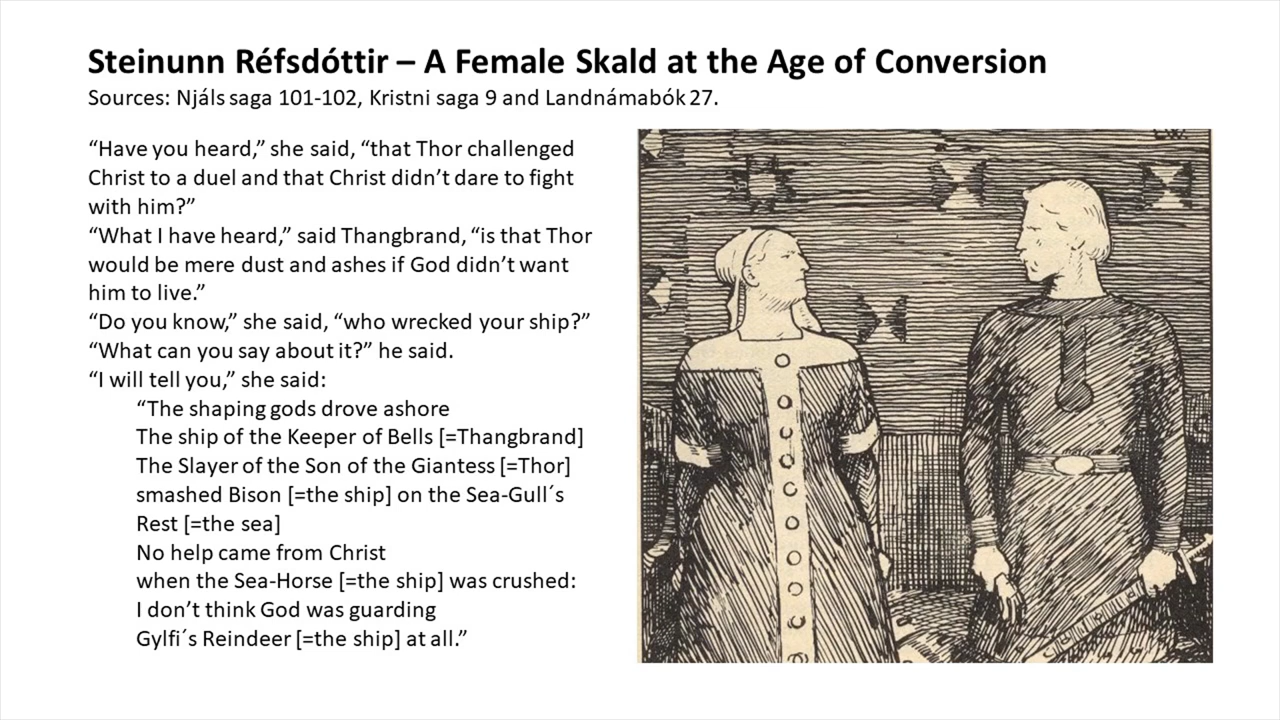 Steinunn Réfsdóttir – A Female Skald at the Age of Conversion
Sources: Njáls saga 101-102, Kristni saga 9 and Landnámabók 27.
“Have you heard,” she said, “that Thor challenged
Christ to a duel and that Christ didn’t dare to fight
with him?”
“What I have heard,” said Thangbrand, “is that Thor
would be mere dust and ashes if God didn’t want
him to live.”
“Do you know,” she said, “who wrecked your ship?”
“What can you say about it?” he said.
“I will tell you,” she said:
“The shaping gods drove ashore
The ship of the Keeper of Bells [=Thangbrand]
The Slayer of the Son of the Giantess [=Thor]
smashed Bison [=the ship] on the Sea-Gull´s
Rest [=the sea]
No help came from Christ
when the Sea-Horse [=the ship] was crushed:
I don’t think God was guarding
Gylfi´s Reindeer [=the ship] at all.”